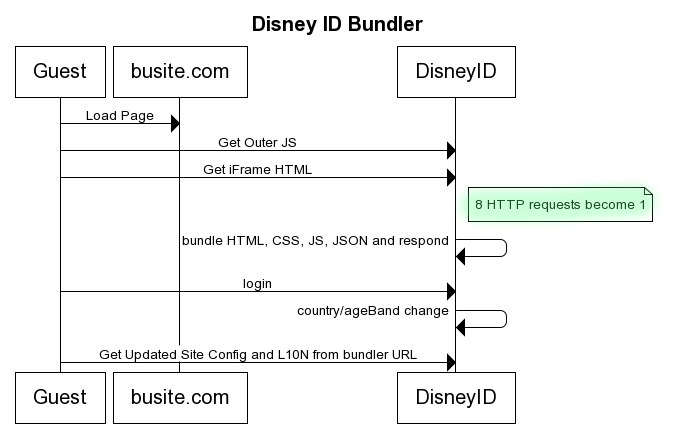 Disney ID Bundler
Guest
busite.com
DisneyID
Load Page
Get Outer JS
Get iFrame HTML
8 HTTP requests become 1
bundle HTML, CSS, JS, JSON and respond
login
country/ageBand change
Get Updated Site Config and L10N from bundler URL
Guest
busite.com
DisneyID